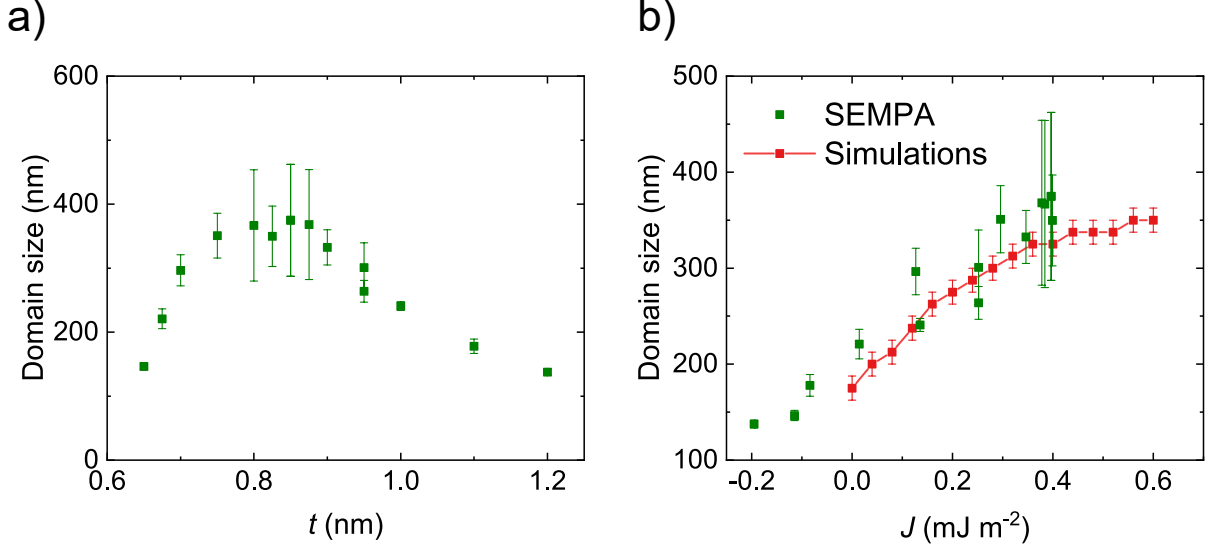 a)
600
400
200
0
Domain size (nm)
0.6 0.8 1.0 1.2
t (nm)
b)
500
400
300
200
100
Domain size (nm)
SEMPA
Simulations
-0.2 0.0 0.2 0.4 0.6
J (mJ m⁻²)